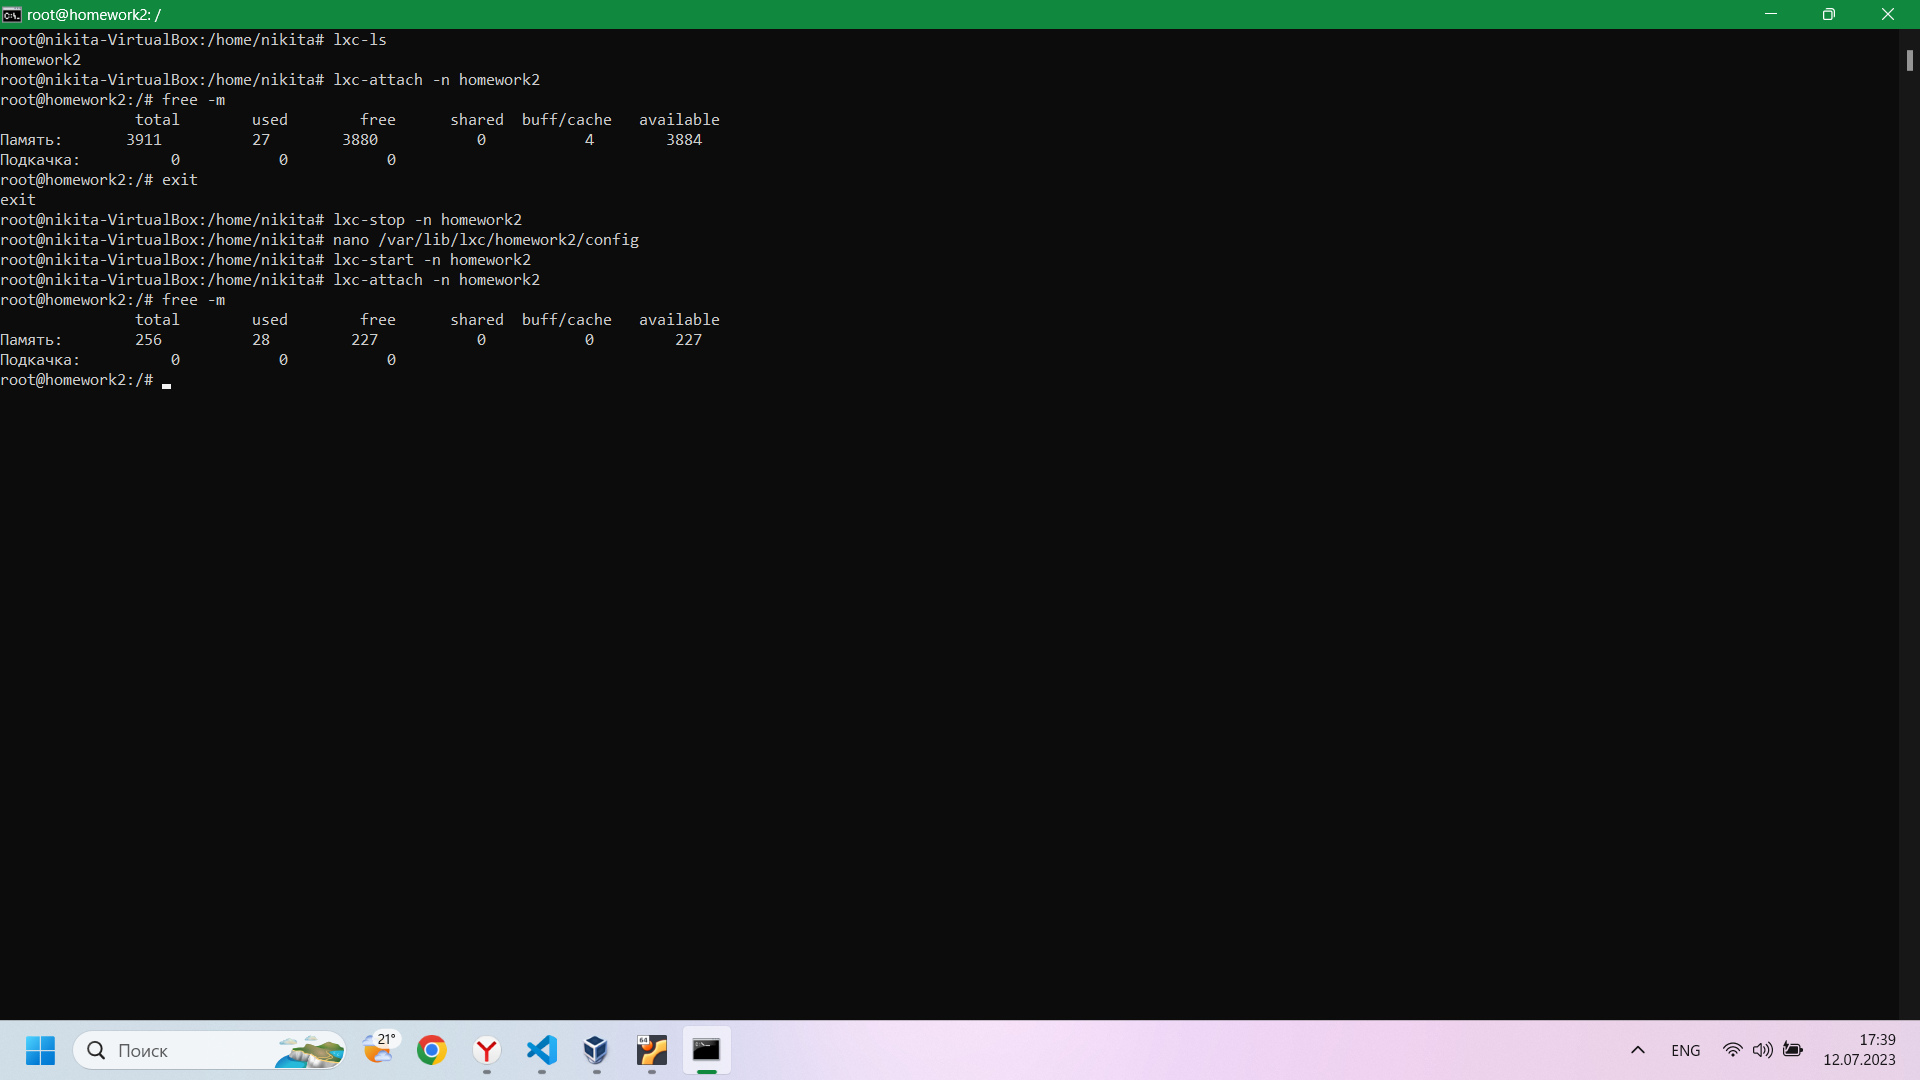 root@homework2: /
root@nikita-VirtualBox:/home/nikita# lxc-ls
homework2
root@nikita-VirtualBox:/home/nikita# lxc-attach -n homework2
root@homework2:/# free -m
total used free shared buff/cache available
Память: 3911 27 3880 0 4 3884
Подкачка: 0 0 0
root@homework2:/# exit
exit
root@nikita-VirtualBox:/home/nikita# lxc-stop -n homework2
root@nikita-VirtualBox:/home/nikita# nano /var/lib/lxc/homework2/config
root@nikita-VirtualBox:/home/nikita# lxc-start -n homework2
root@nikita-VirtualBox:/home/nikita# lxc-attach -n homework2
root@homework2:/# free -m
total used free shared buff/cache available
Память: 256 28 227 0 0 227
Подкачка: 0 0 0
root@homework2:/#
Поиск
21°
64
ENG
17:39
12.07.2023